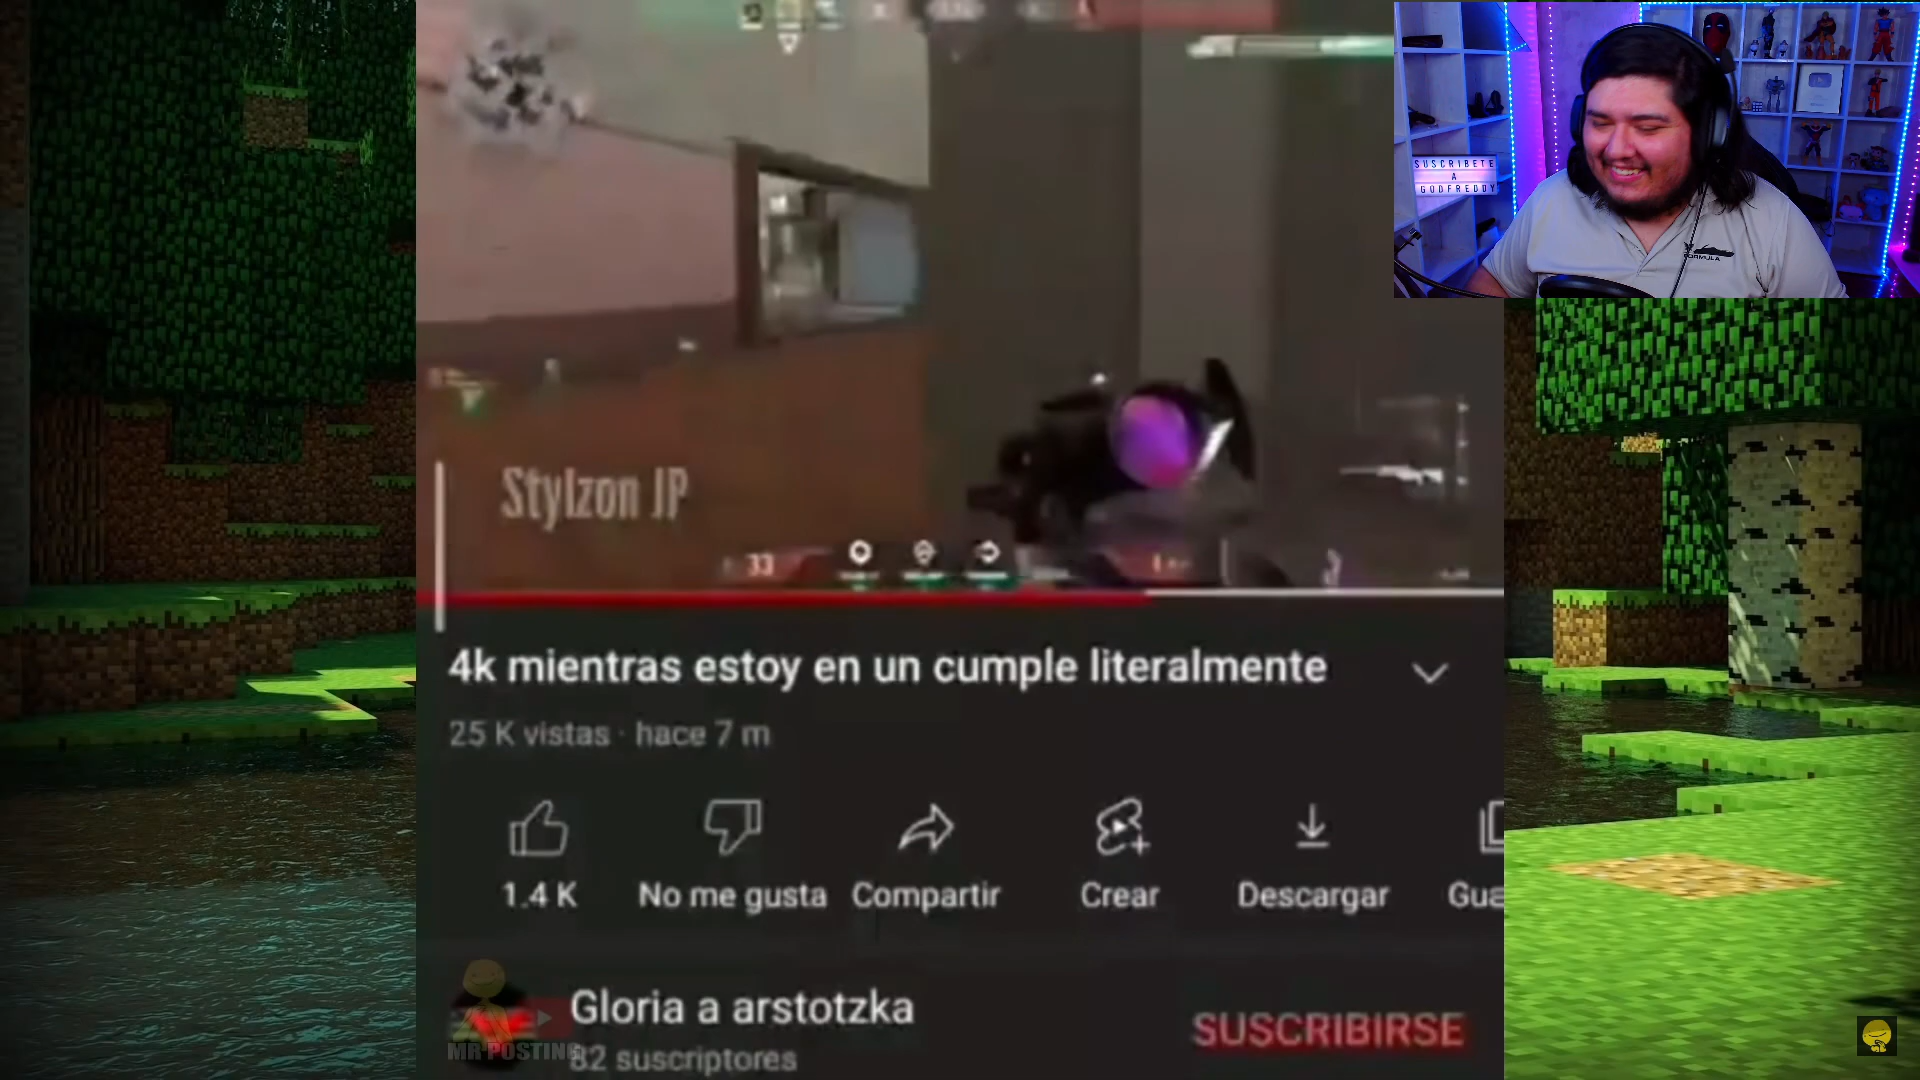 SUSCRIBETE
A
GODFREDDY
FORMULA
Stylzon JP
33
4k mientras estoy en un cumple literalmente
25 K vistas · hace 7 m
1.4 K
No me gusta
Compartir
Crear
Descargar
Gua
Gloria a arstotzka
82 suscriptores
SUSCRIBIRSE
MR POSTING